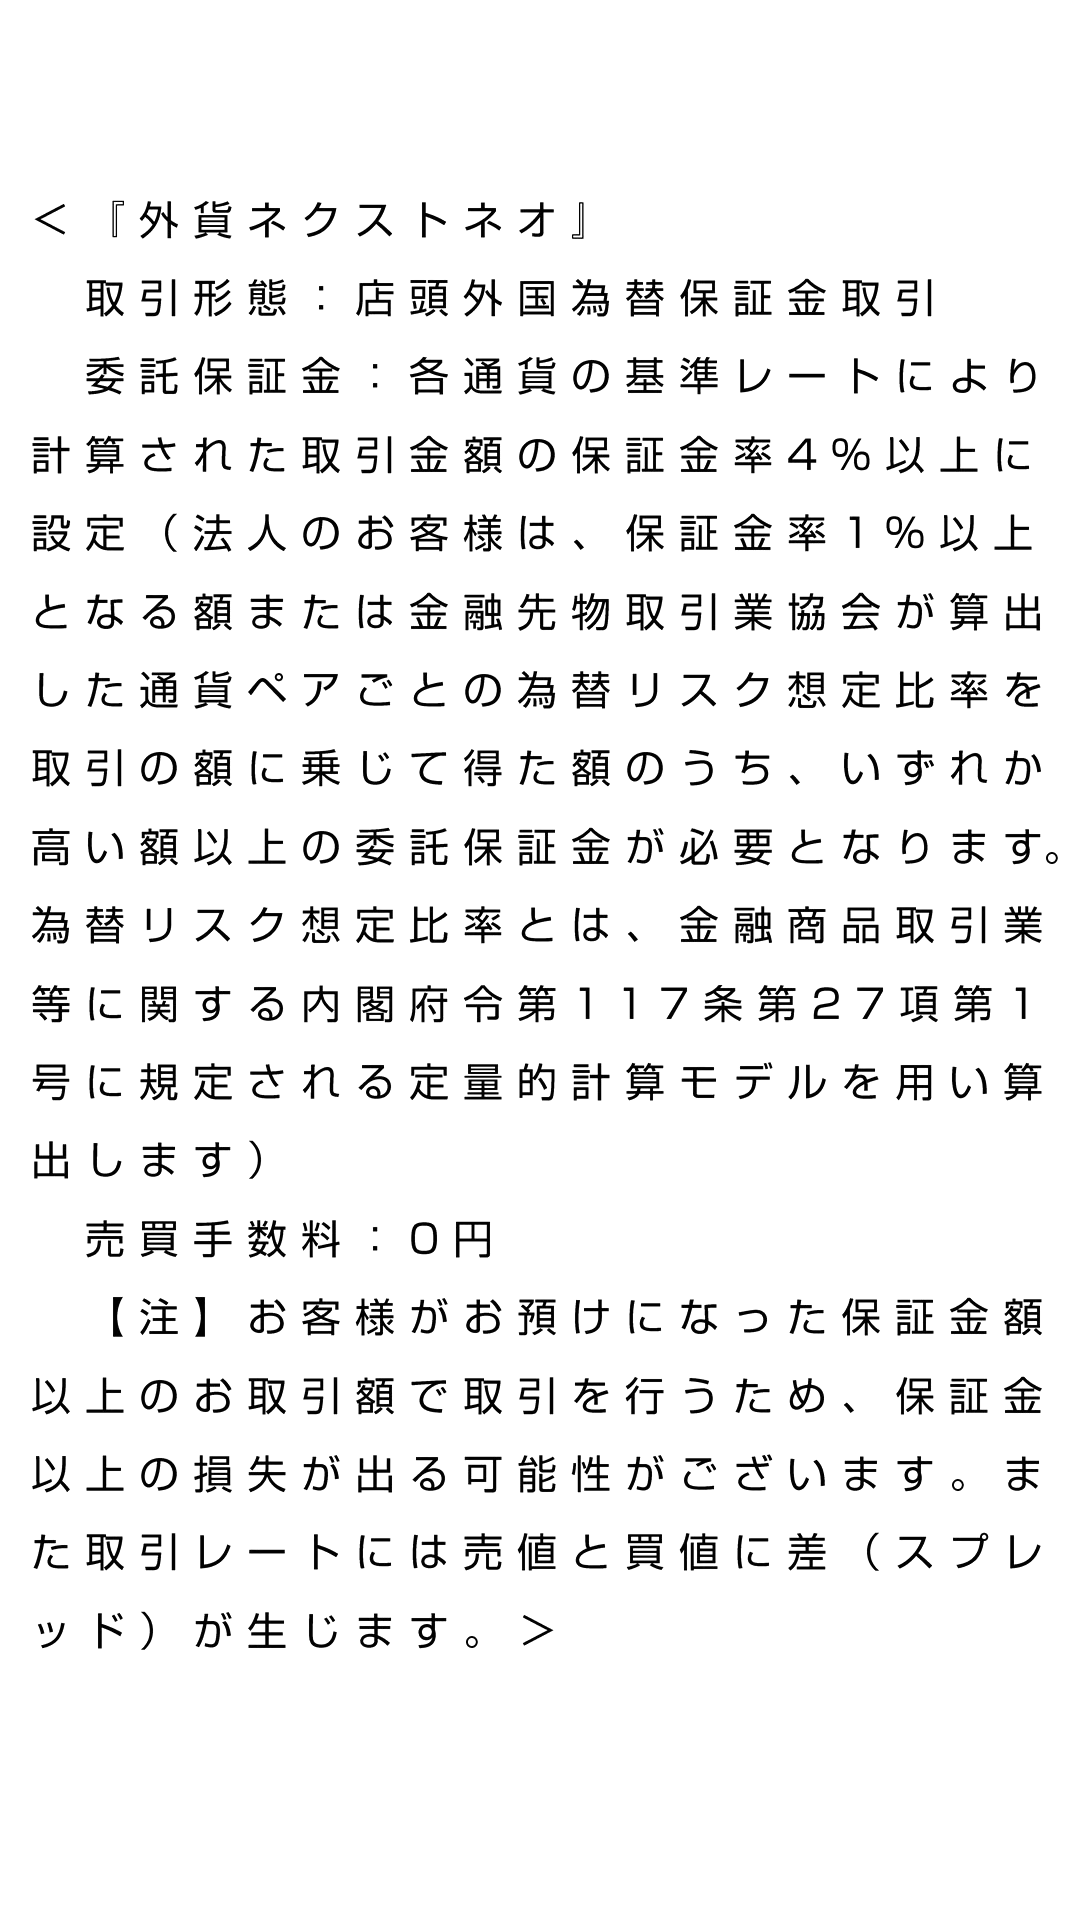 ＜『外貨ネクストネオ』
　取引形態：店頭外国為替保証金取引
　委託保証金：各通貨の基準レートにより
計算された取引金額の保証金率4%以上に
設定（法人のお客様は、保証金率1%以上
となる額または金融先物取引業協会が算出
した通貨ペアごとの為替リスク想定比率を
取引の額に乗じて得た額のうち、いずれか
高い額以上の委託保証金が必要となります。
為替リスク想定比率とは、金融商品取引業
等に関する内閣府令第117条第27項第1
号に規定される定量的計算モデルを用い算
出します）
　売買手数料：0円
　【注】お客様がお預けになった保証金額
以上のお取引額で取引を行うため、保証金
以上の損失が出る可能性がございます。ま
た取引レートには売値と買値に差（スプレ
ッド）が生じます。＞